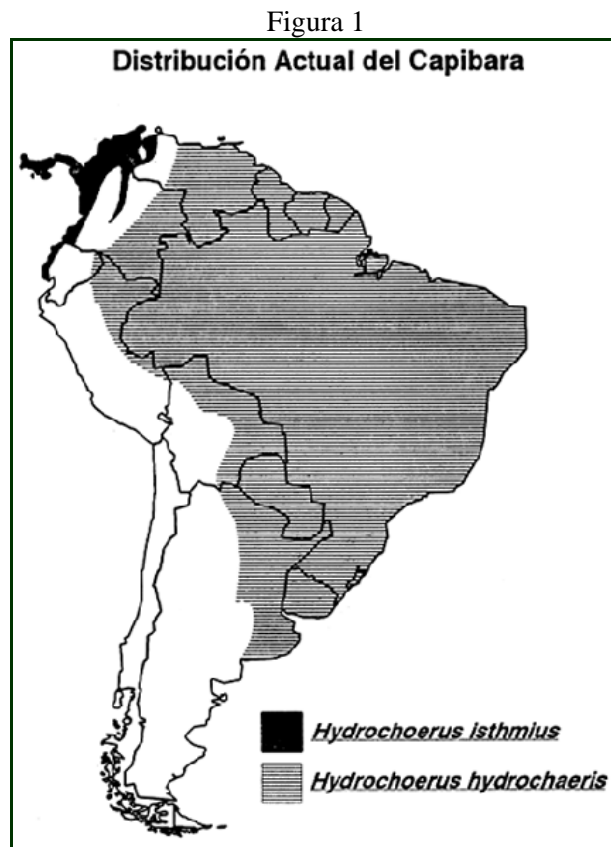 Figura 1
Distribución Actual del Capibara
Hydrochoerus isthmius
Hydrochoerus hydrochaeris